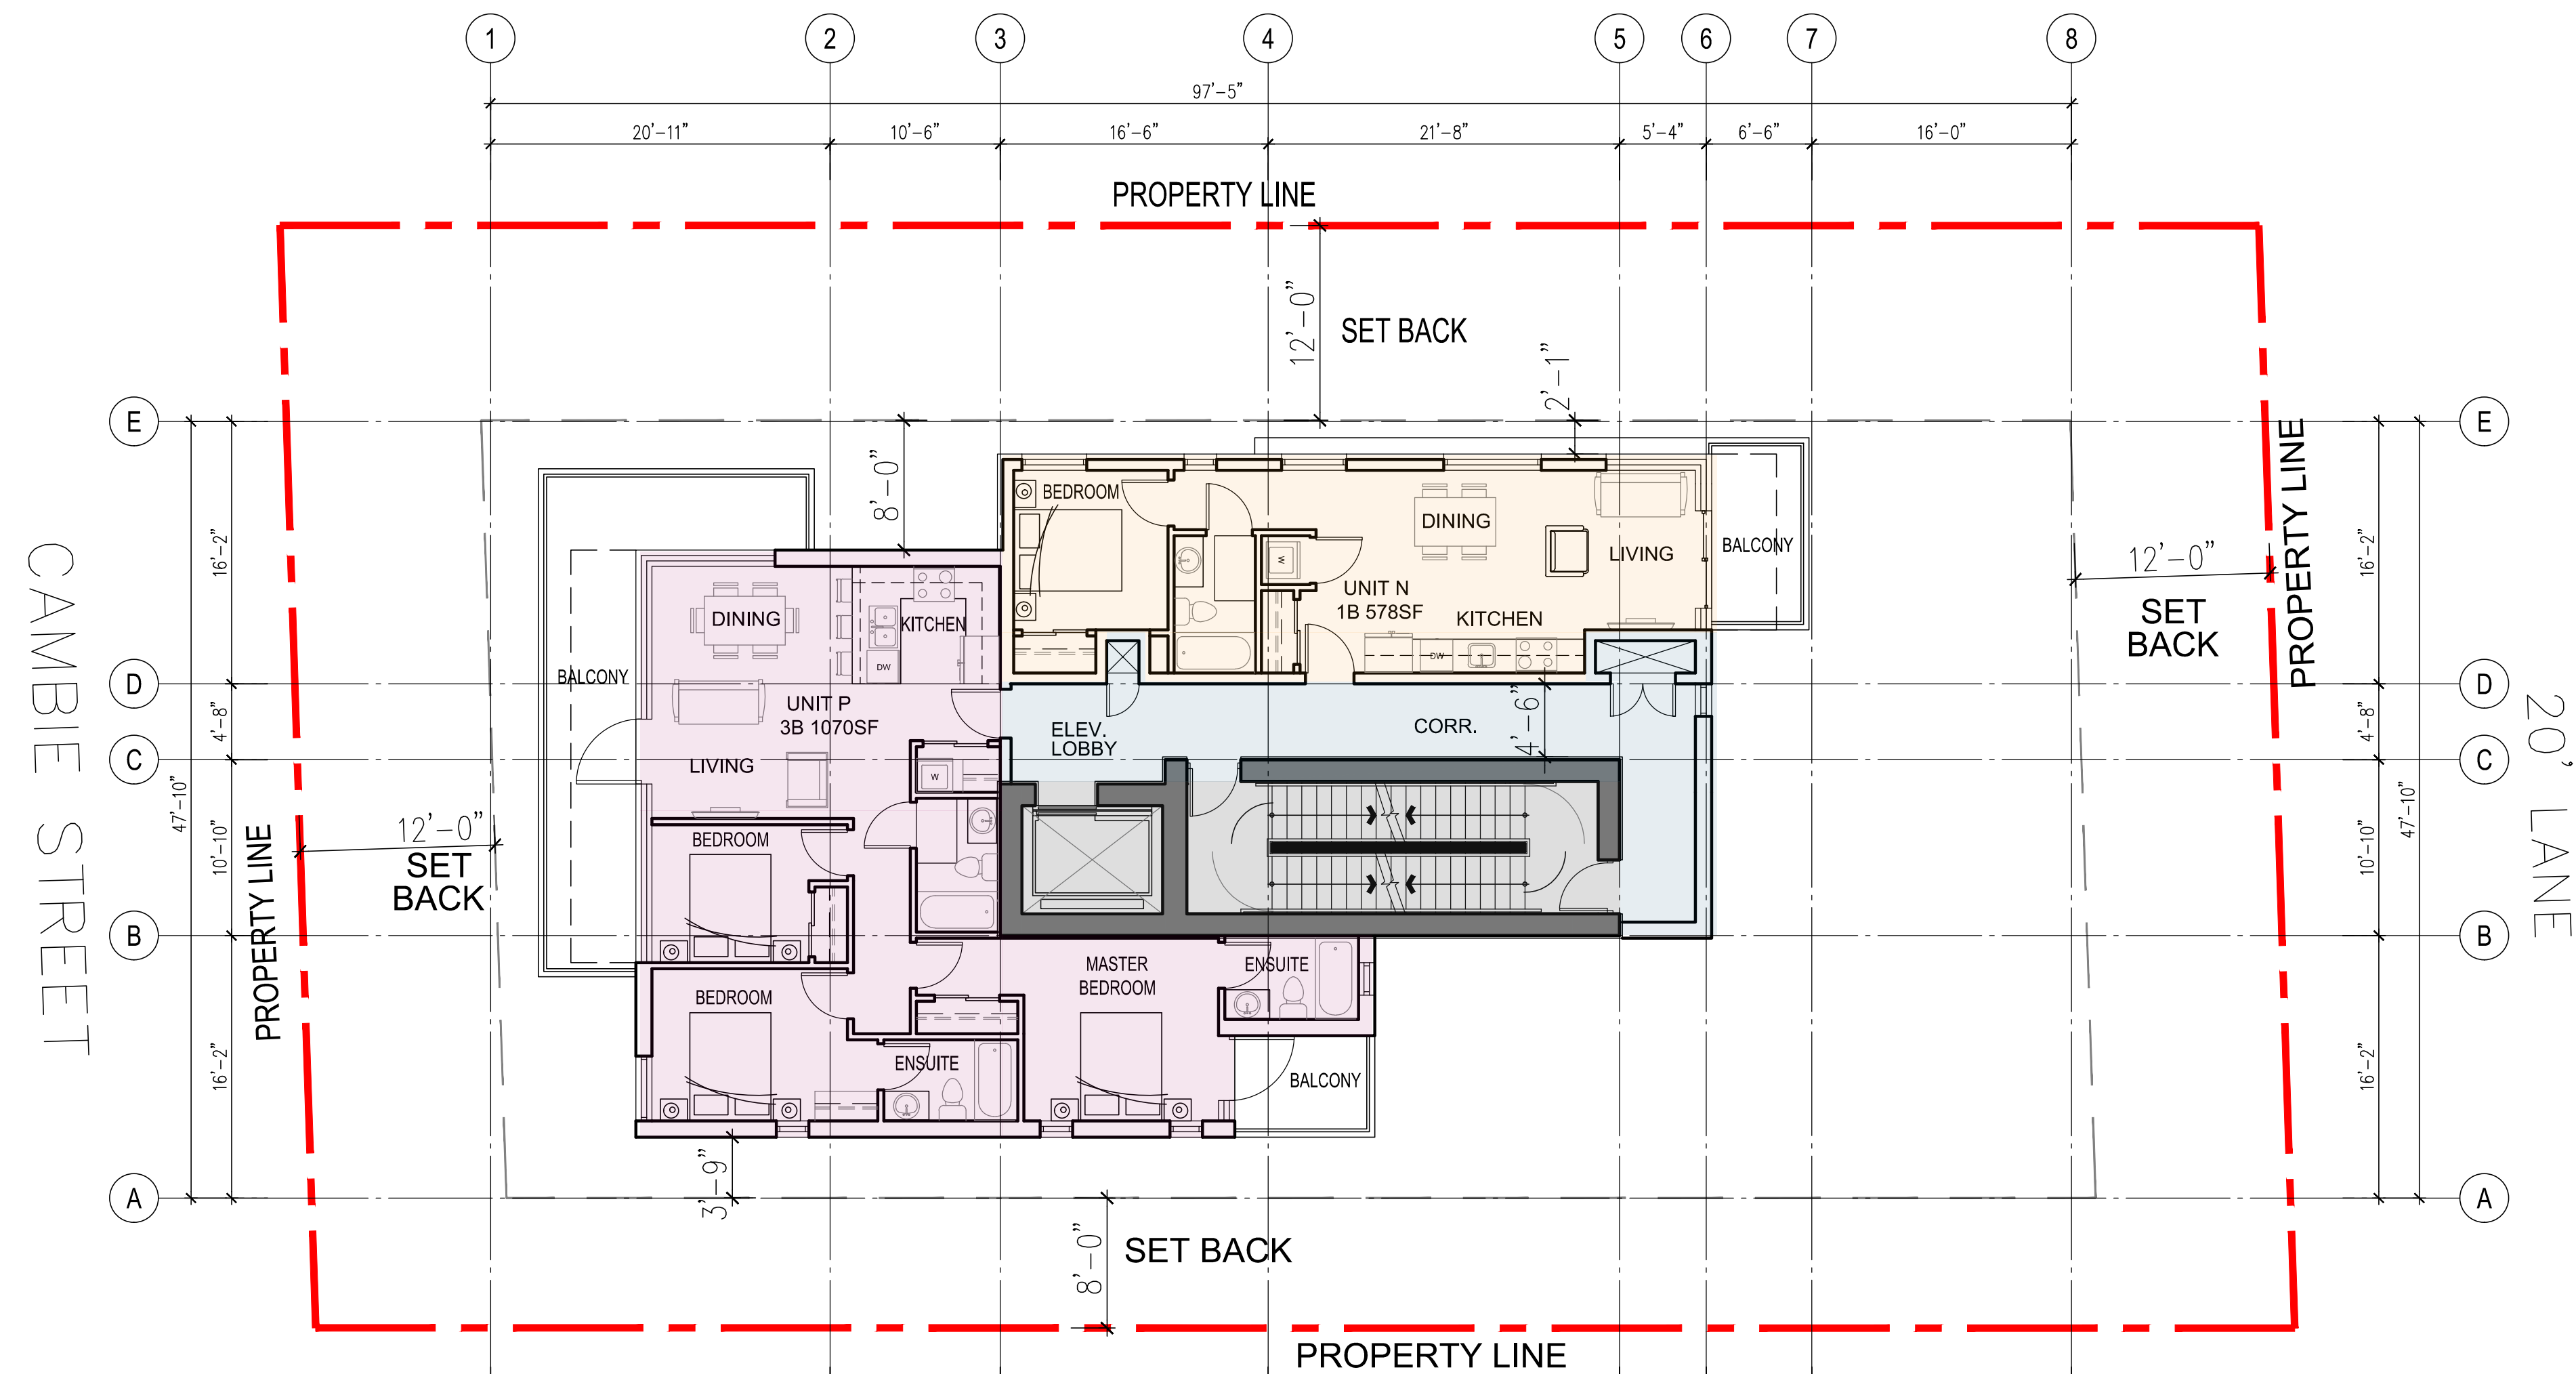 1 2 3 4 5 6 7 8
97'-5"
20'-11" 10'-6" 16'-6" 21'-8" 5'-4" 6'-6" 16'-0"
PROPERTY LINE
12'-0"
SET BACK
2'-1"
E
E
8'-0"
16'-2"
16'-2"
BEDROOM
DINING
LIVING
BALCONY
W
UNIT N
1B 578SF
KITCHEN
DW
12'-0"
SET
BACK
PROPERTY LINE
DINING
KITCHEN
DW
BALCONY
UNIT P
3B 1070SF
LIVING
W
D
D
4'-8"
4'-8"
ELEV.
LOBBY
CORR.
4'-6"
C
C
47'-10"
47'-10"
10'-10"
10'-10"
12'-0"
SET
BACK
PROPERTY LINE
CAMBIE STREET
20' LANE
BEDROOM
B
B
BEDROOM
MASTER
BEDROOM
ENSUITE
ENSUITE
BALCONY
16'-2"
16'-2"
3'-9"
A
A
8'-0"
SET BACK
PROPERTY LINE